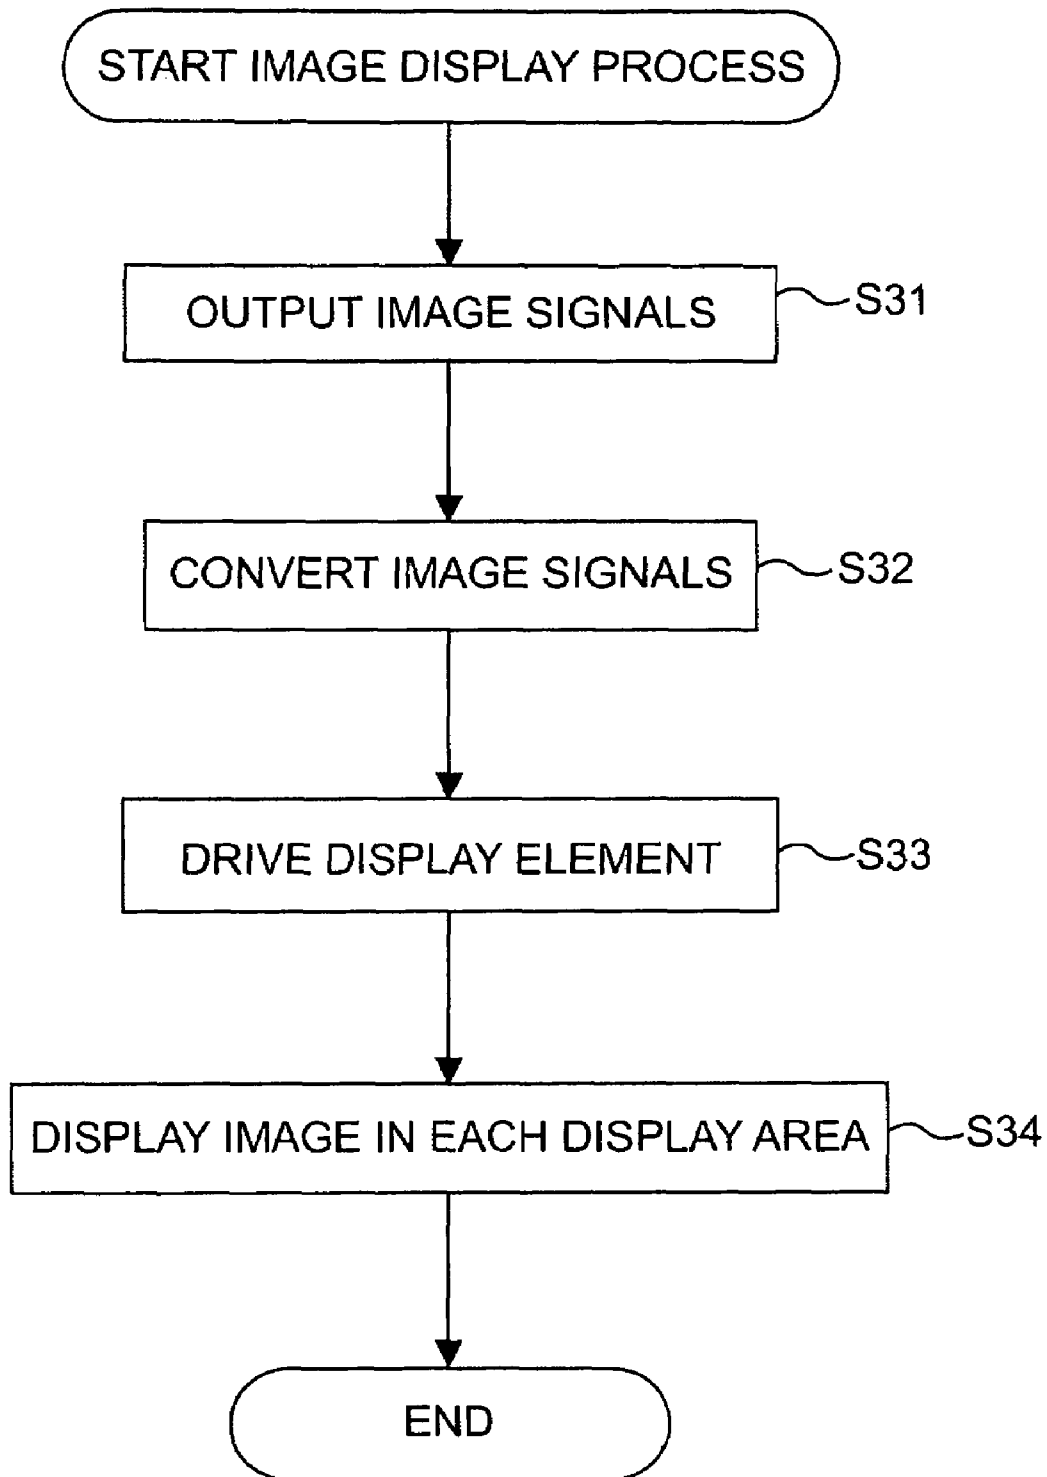 START IMAGE DISPLAY PROCESS
OUTPUT IMAGE SIGNALS
S31
CONVERT IMAGE SIGNALS
S32
DRIVE DISPLAY ELEMENT
S33
DISPLAY IMAGE IN EACH DISPLAY AREA
S34
END